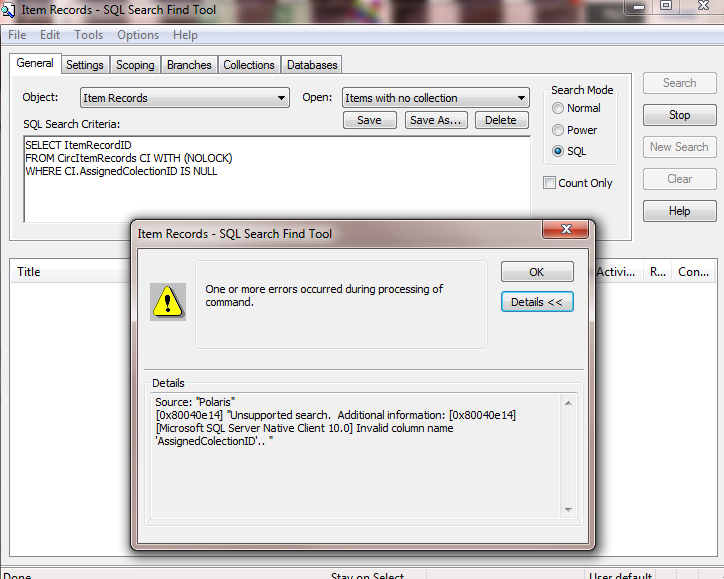 Item Records - SQL Search Find Tool
File Edit Tools Options Help
General Settings Scoping Branches Collections Databases
Object: Item Records Open: Items with no collection
Save Save As... Delete
Search Mode
Normal
Power
SQL
Count Only
Search
Stop
New Search
Clear
Help
SQL Search Criteria:
SELECT ItemRecordID
FROM CircItemRecords CI WITH (NOLOCK)
WHERE CI.AssignedColectionID IS NULL
Title Activi... R... Con...
Item Records - SQL Search Find Tool
One or more errors occurred during processing of
command.
OK
Details <<
Details
Source: "Polaris"
[0x80040e14] "Unsupported search.  Additional information: [0x80040e14]
[Microsoft SQL Server Native Client 10.0] Invalid column name
'AssignedColectionID'.. "
Done Stay on Select User default